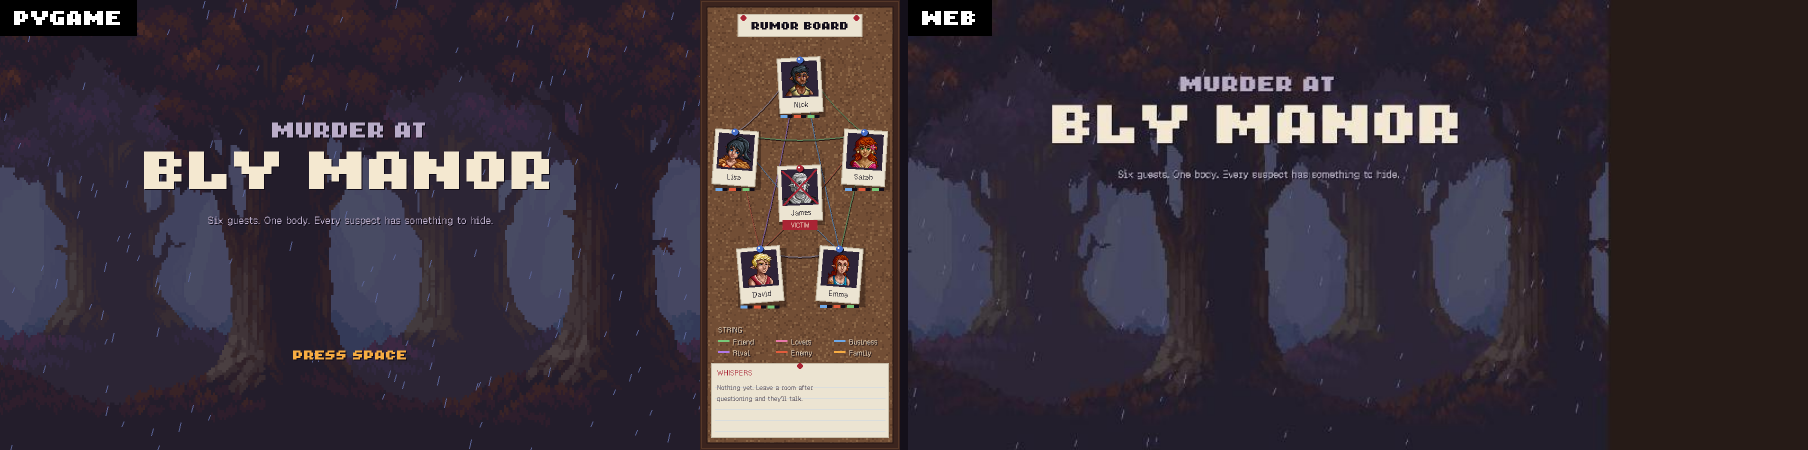 PYGAME
MURDER AT
BLY MANOR
Six guests. One body. Every suspect has something to hide.
PRESS SPACE
RUMOR BOARD
Nick
Lisa
Sarah
James
VICTIM
David
Emma
STRING
Friend
Lovers
Business
Rival
Enemy
Family
WHISPERS
Nothing yet. Leave a room after
questioning and they'll talk.
WEB
MURDER AT
BLY MANOR
Six guests. One body. Every suspect has something to hide.